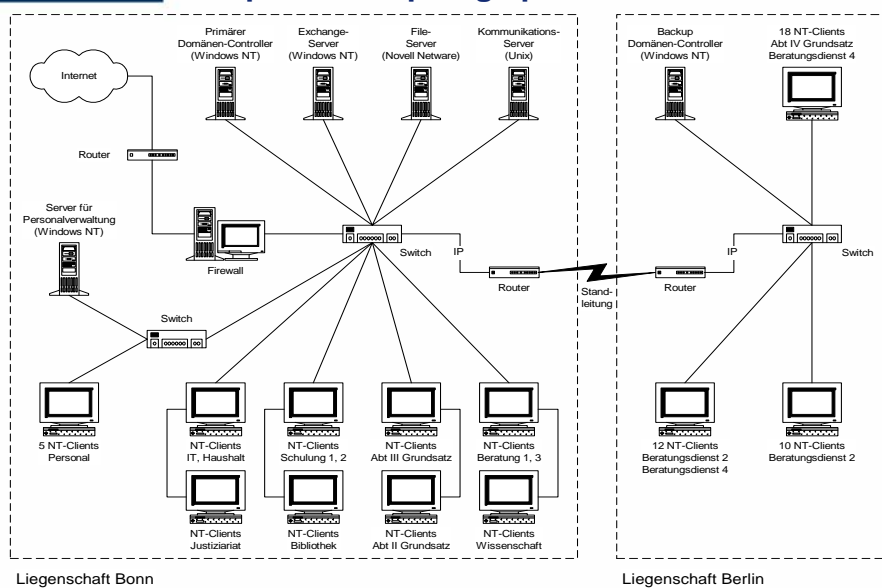 Primärer
Domänen-Controller
(Windows NT)
Exchange-
Server
(Windows NT)
File-
Server
(Novell Netware)
Kommunikations-
Server
(Unix)
Backup
Domänen-Controller
(Windows NT)
18 NT-Clients
Abt IV Grundsatz
Beratungsdienst 4
Internet
Router
Server für
Personalverwaltung
(Windows NT)
Firewall
Switch
IP
Router
Stand-
leitung
Router
IP
Switch
Switch
5 NT-Clients
Personal
NT-Clients
IT, Haushalt
NT-Clients
Schulung 1, 2
NT-Clients
Abt III Grundsatz
NT-Clients
Beratung 1, 3
12 NT-Clients
Beratungsdienst 2
Beratungsdienst 4
10 NT-Clients
Beratungsdienst 2
NT-Clients
Justiziariat
NT-Clients
Bibliothek
NT-Clients
Abt II Grundsatz
NT-Clients
Wissenschaft
Liegenschaft Bonn
Liegenschaft Berlin